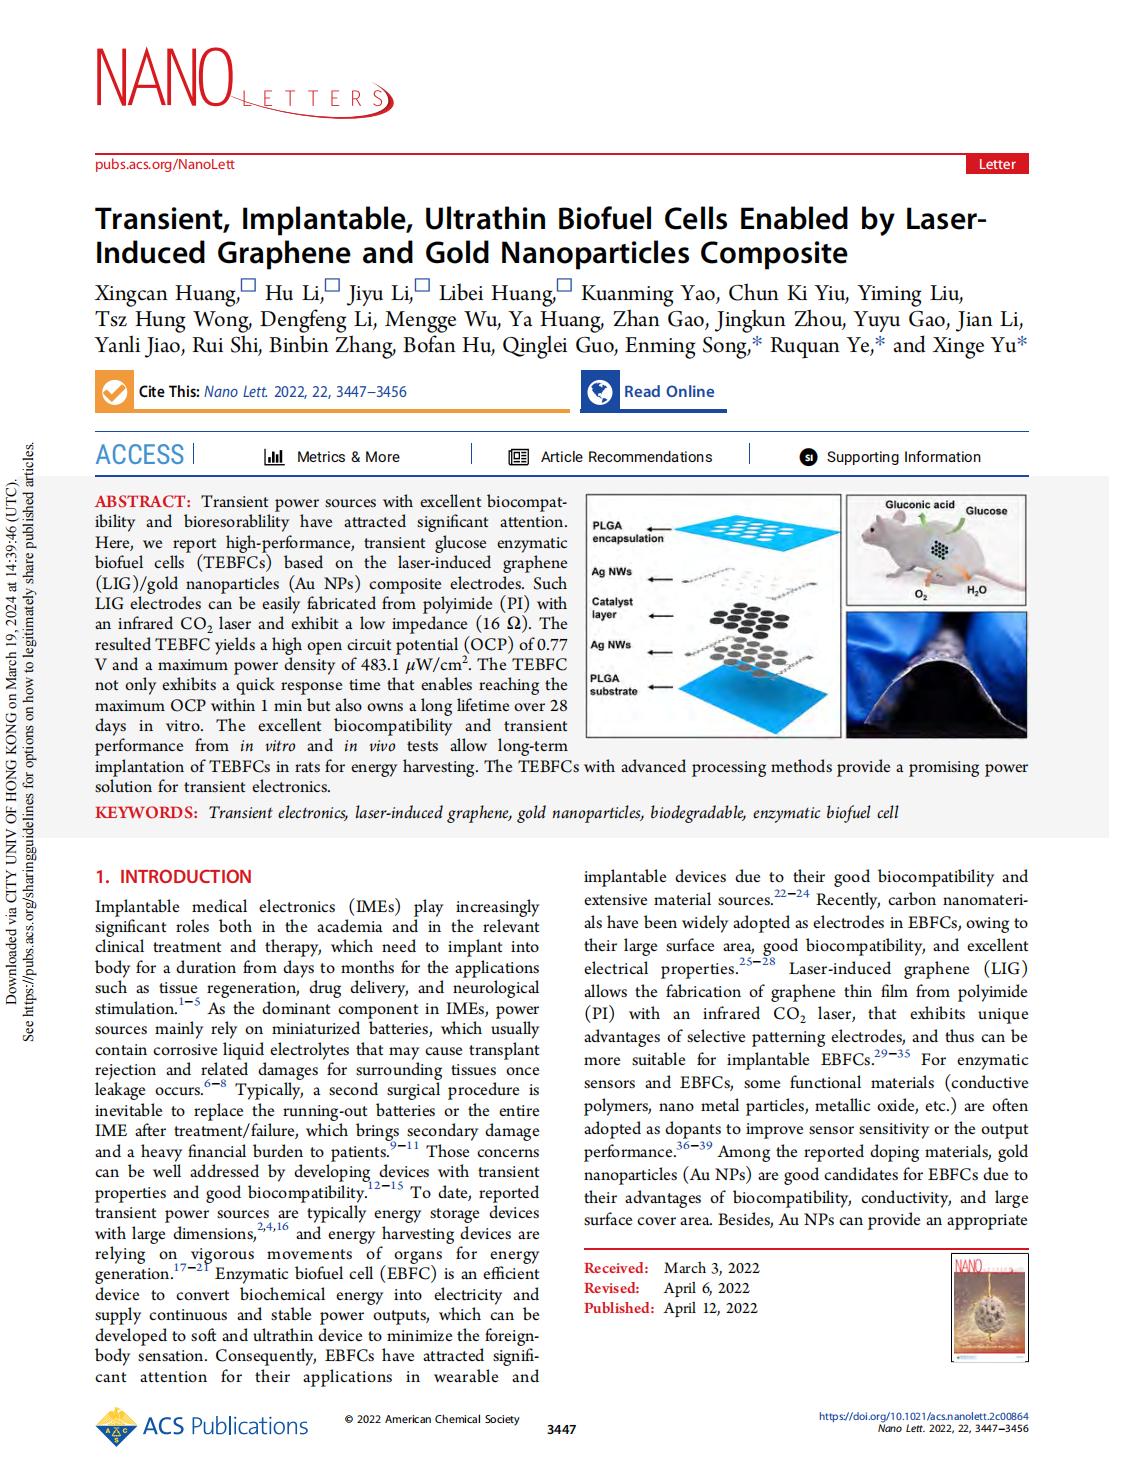 NANO LETTERS
pubs.acs.org/NanoLett
Letter
Transient, Implantable, Ultrathin Biofuel Cells Enabled by Laser-
Induced Graphene and Gold Nanoparticles Composite
Xingcan Huang,□ Hu Li,□ Jiyu Li,□ Libei Huang,□ Kuanming Yao, Chun Ki Yiu, Yiming Liu,
Tsz Hung Wong, Dengfeng Li, Mengge Wu, Ya Huang, Zhan Gao, Jingkun Zhou, Yuyu Gao, Jian Li,
Yanli Jiao, Rui Shi, Binbin Zhang, Bofan Hu, Qinglei Guo, Enming Song,* Ruquan Ye,* and Xinge Yu*
Cite This: Nano Lett. 2022, 22, 3447−3456
Read Online
ACCESS
Metrics & More
Article Recommendations
SI Supporting Information
ABSTRACT: Transient power sources with excellent biocompat-
ibility and bioresorablility have attracted significant attention.
Here, we report high-performance, transient glucose enzymatic
biofuel cells (TEBFCs) based on the laser-induced graphene
(LIG)/gold nanoparticles (Au NPs) composite electrodes. Such
LIG electrodes can be easily fabricated from polyimide (PI) with
an infrared CO2 laser and exhibit a low impedance (16 Ω). The
resulted TEBFC yields a high open circuit potential (OCP) of 0.77
V and a maximum power density of 483.1 μW/cm2. The TEBFC
not only exhibits a quick response time that enables reaching the
maximum OCP within 1 min but also owns a long lifetime over 28
days in vitro. The excellent biocompatibility and transient
performance from in vitro and in vivo tests allow long-term
implantation of TEBFCs in rats for energy harvesting. The TEBFCs with advanced processing methods provide a promising power
solution for transient electronics.
PLGA
encapsulation
Ag NWs
Catalyst
layer
Ag NWs
PLGA
substrate
Gluconic acid
Glucose
O2
H2O
KEYWORDS: Transient electronics, laser-induced graphene, gold nanoparticles, biodegradable, enzymatic biofuel cell
1. INTRODUCTION
Implantable medical electronics (IMEs) play increasingly
significant roles both in the academia and in the relevant
clinical treatment and therapy, which need to implant into
body for a duration from days to months for the applications
such as tissue regeneration, drug delivery, and neurological
stimulation.1−5 As the dominant component in IMEs, power
sources mainly rely on miniaturized batteries, which usually
contain corrosive liquid electrolytes that may cause transplant
rejection and related damages for surrounding tissues once
leakage occurs.6−8 Typically, a second surgical procedure is
inevitable to replace the running-out batteries or the entire
IME after treatment/failure, which brings secondary damage
and a heavy financial burden to patients.9−11 Those concerns
can be well addressed by developing devices with transient
properties and good biocompatibility.12−15 To date, reported
transient power sources are typically energy storage devices
with large dimensions,2,4,16 and energy harvesting devices are
relying on vigorous movements of organs for energy
generation.17−21 Enzymatic biofuel cell (EBFC) is an efficient
device to convert biochemical energy into electricity and
supply continuous and stable power outputs, which can be
developed to soft and ultrathin device to minimize the foreign-
body sensation. Consequently, EBFCs have attracted signifi-
cant attention for their applications in wearable and
implantable devices due to their good biocompatibility and
extensive material sources.22−24 Recently, carbon nanomateri-
als have been widely adopted as electrodes in EBFCs, owing to
their large surface area, good biocompatibility, and excellent
electrical properties.25−28 Laser-induced graphene (LIG)
allows the fabrication of graphene thin film from polyimide
(PI) with an infrared CO2 laser, that exhibits unique
advantages of selective patterning electrodes, and thus can be
more suitable for implantable EBFCs.29−35 For enzymatic
sensors and EBFCs, some functional materials (conductive
polymers, nano metal particles, metallic oxide, etc.) are often
adopted as dopants to improve sensor sensitivity or the output
performance.36−39 Among the reported doping materials, gold
nanoparticles (Au NPs) are good candidates for EBFCs due to
their advantages of biocompatibility, conductivity, and large
surface cover area. Besides, Au NPs can provide an appropriate
Received: March 3, 2022
Revised: April 6, 2022
Published: April 12, 2022
NANO
ACS Publications
© 2022 American Chemical Society
3447
https://doi.org/10.1021/acs.nanolett.2c00864
Nano Lett. 2022, 22, 3447−3456
Downloaded via CITY UNIV OF HONG KONG on March 19, 2024 at 14:39:46 (UTC).
See https://pubs.acs.org/sharingguidelines for options on how to legitimately share published articles.